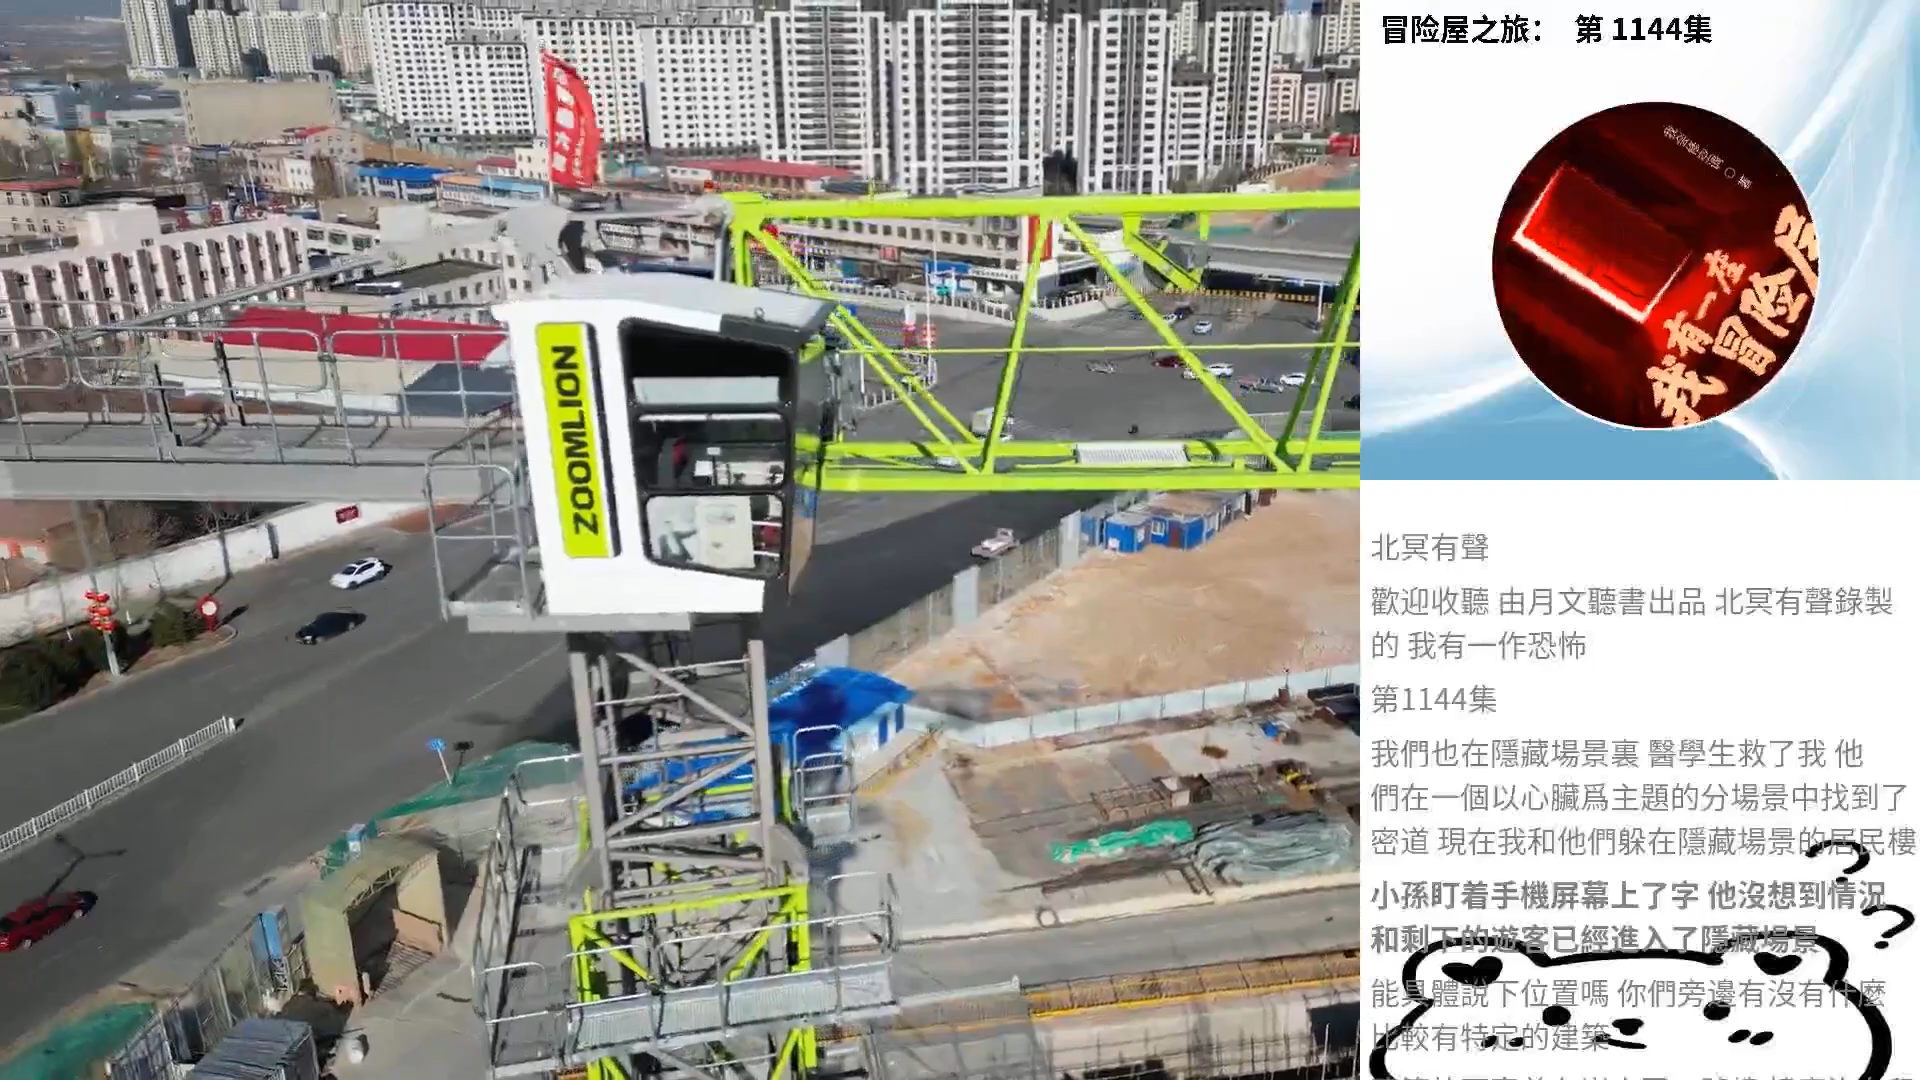 冒险屋之旅： 第 1144集
我有一座
冒险屋
ZOOMLION
北冥有聲
歡迎收聽 由月文聽書出品 北冥有聲錄製
的 我有一作恐怖
第1144集
我們也在隱藏場景裏 醫學生救了我 他
們在一個以心臟爲主題的分場景中找到了
密道 現在我和他們躲在隱藏場景的居民樓
小孫盯着手機屏幕上了字 他沒想到情況
和剩下的遊客已經進入了隱藏場景
能具體說下位置嗎 你們旁邊有沒有什麼
比較有特定的建築